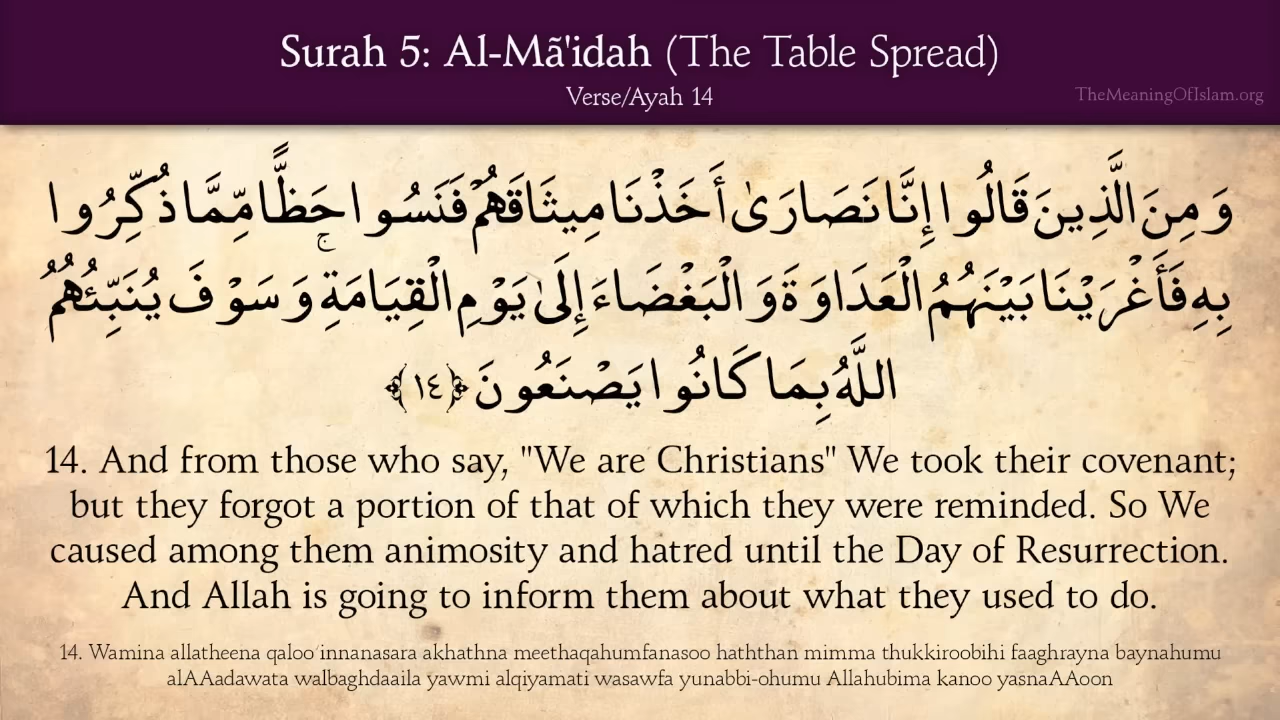 Surah 5: Al-Mã'idah (The Table Spread)
Verse/Ayah 14
TheMeaningOfIslam.org
وَمِنَ الَّذِينَ قَالُوا إِنَّا نَصَارَىٰ أَخَذْنَا مِيثَاقَهُمْ فَنَسُوا حَظًّا مِّمَّا ذُكِّرُوا
بِهِ فَأَغْرَيْنَا بَيْنَهُمُ الْعَدَاوَةَ وَالْبَغْضَاءَ إِلَىٰ يَوْمِ الْقِيَامَةِ ۚ وَسَوْفَ يُنَبِّئُهُمُ
اللَّهُ بِمَا كَانُوا يَصْنَعُونَ ﴿١٤﴾
14. And from those who say, "We are Christians" We took their covenant;
but they forgot a portion of that of which they were reminded. So We
caused among them animosity and hatred until the Day of Resurrection.
And Allah is going to inform them about what they used to do.
14. Wamina allatheena qaloo innanasara akhathna meethaqahumfanasoo haththan mimma thukkiroobihi faaghrayna baynahumu
alAAadawata walbaghdaaila yawmi alqiyamati wasawfa yunabbi-ohumu Allahubima kanoo yasnaAAoon